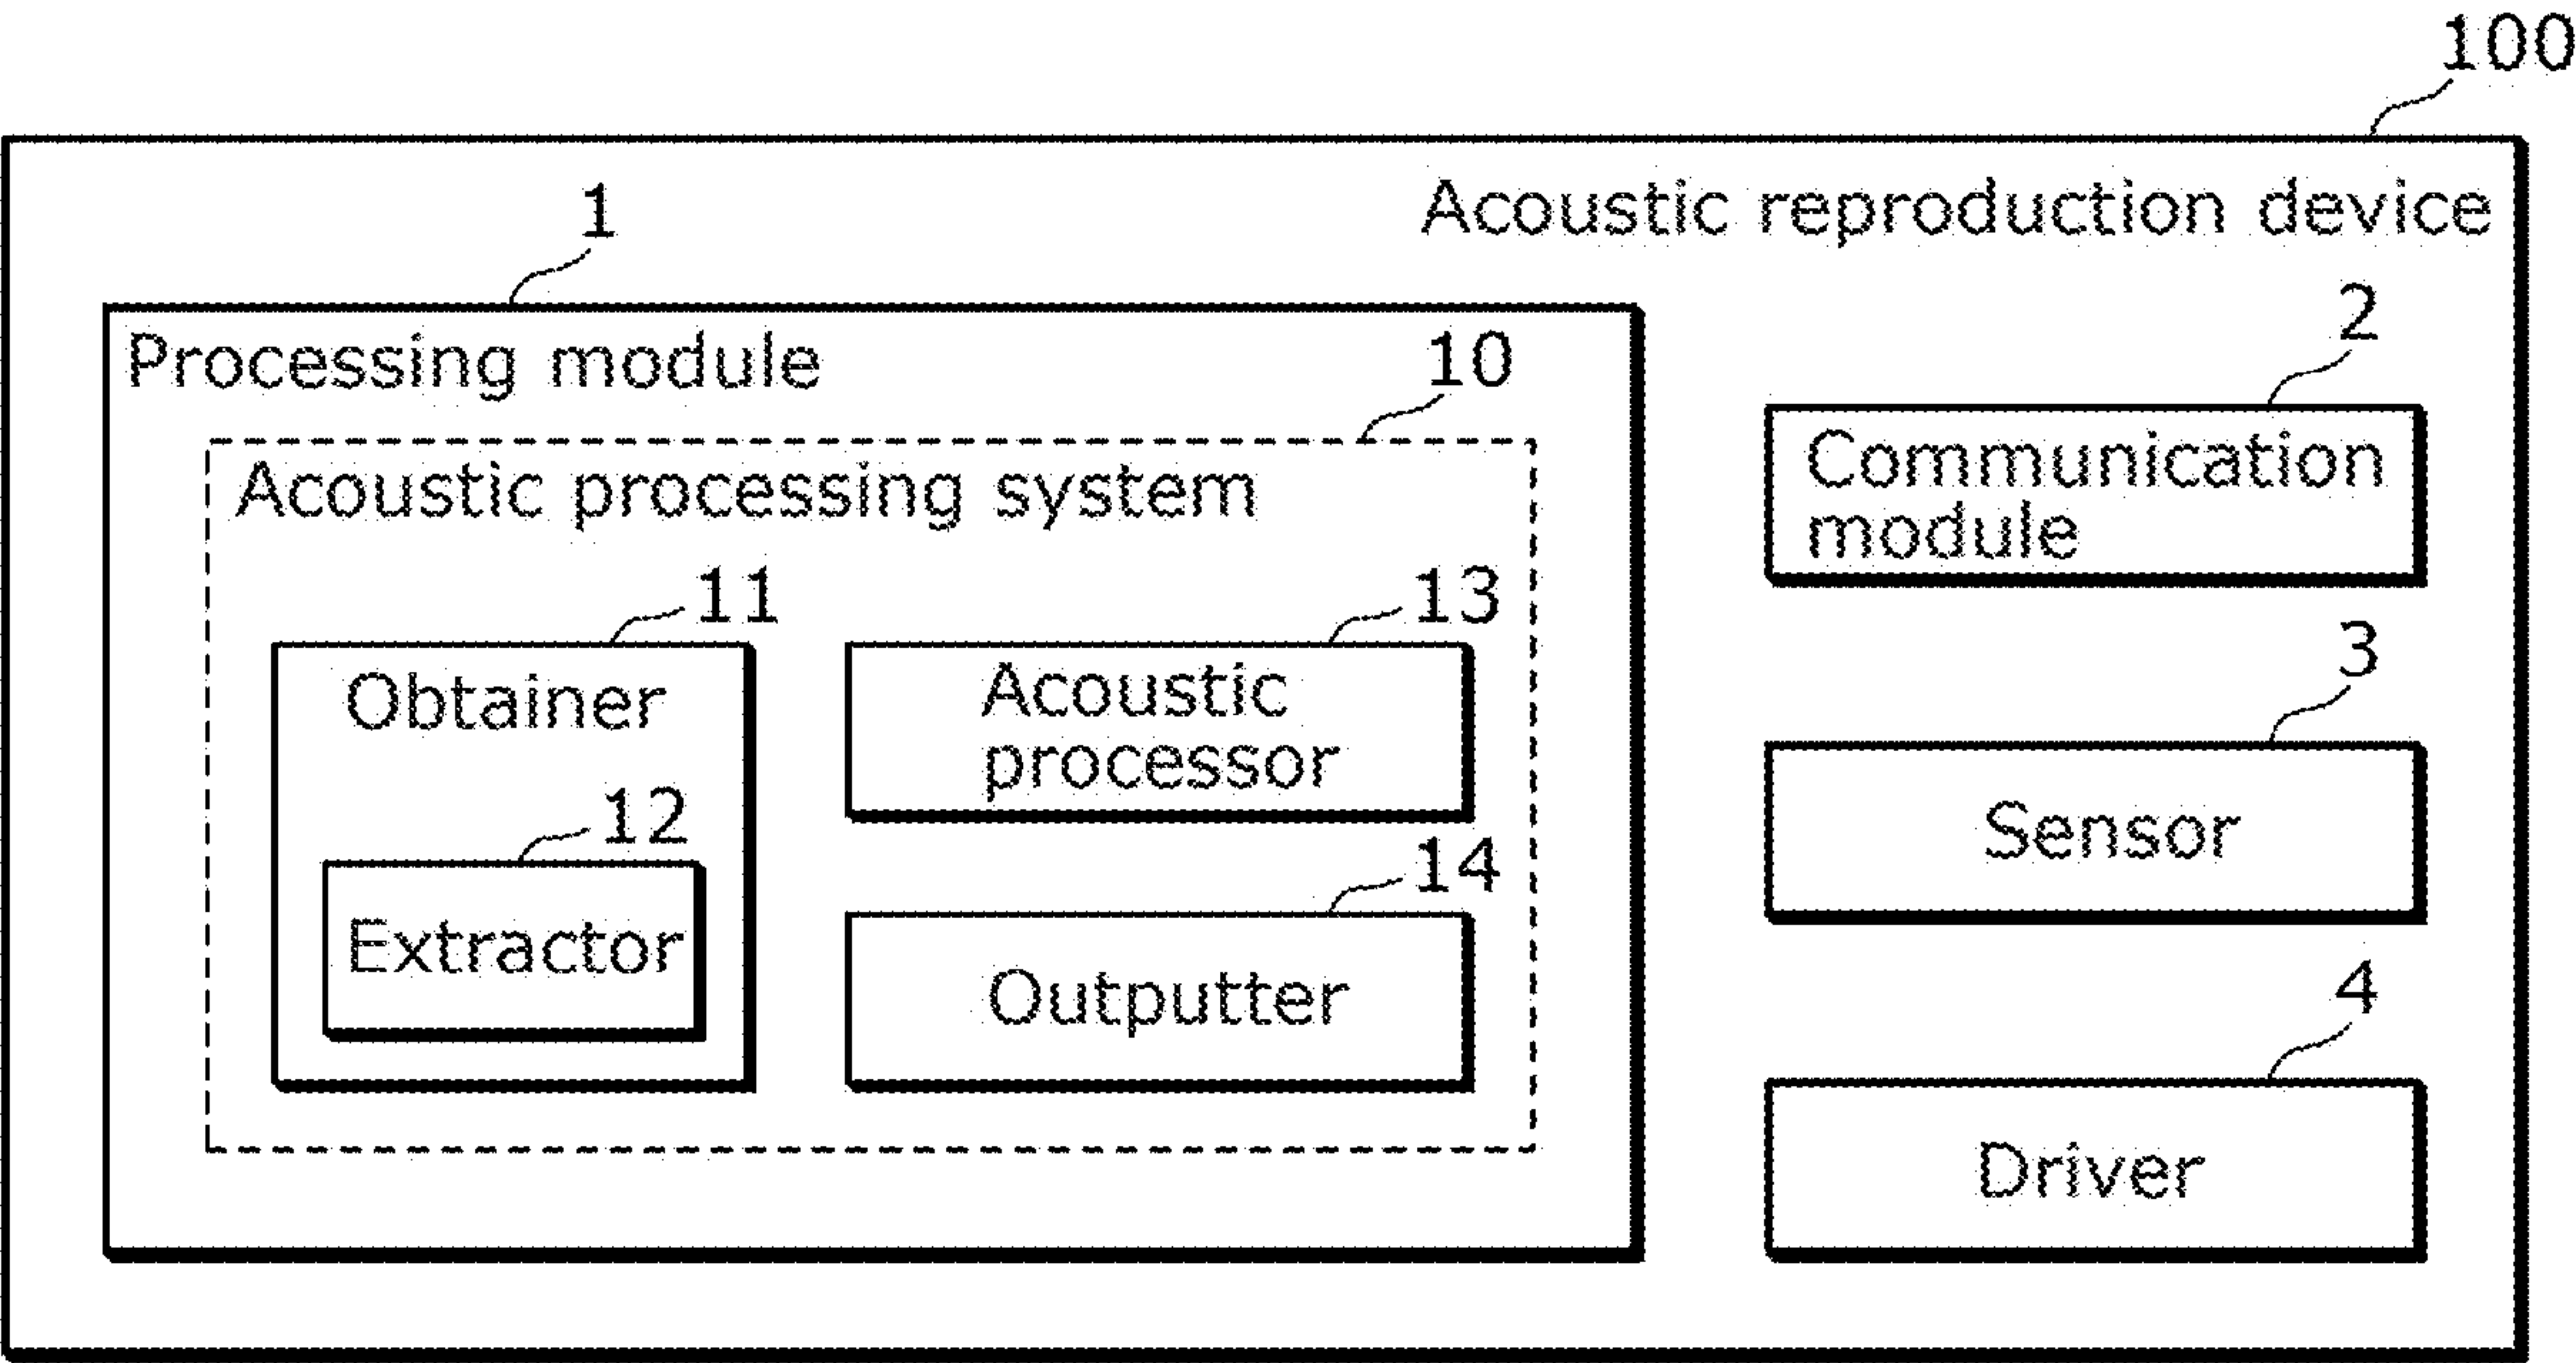 100
Acoustic reproduction device
1
Processing module
10
Acoustic processing system
11
Obtainer
12
Extractor
13
Acoustic
processor
14
Outputter
2
Communication
module
3
Sensor
4
Driver